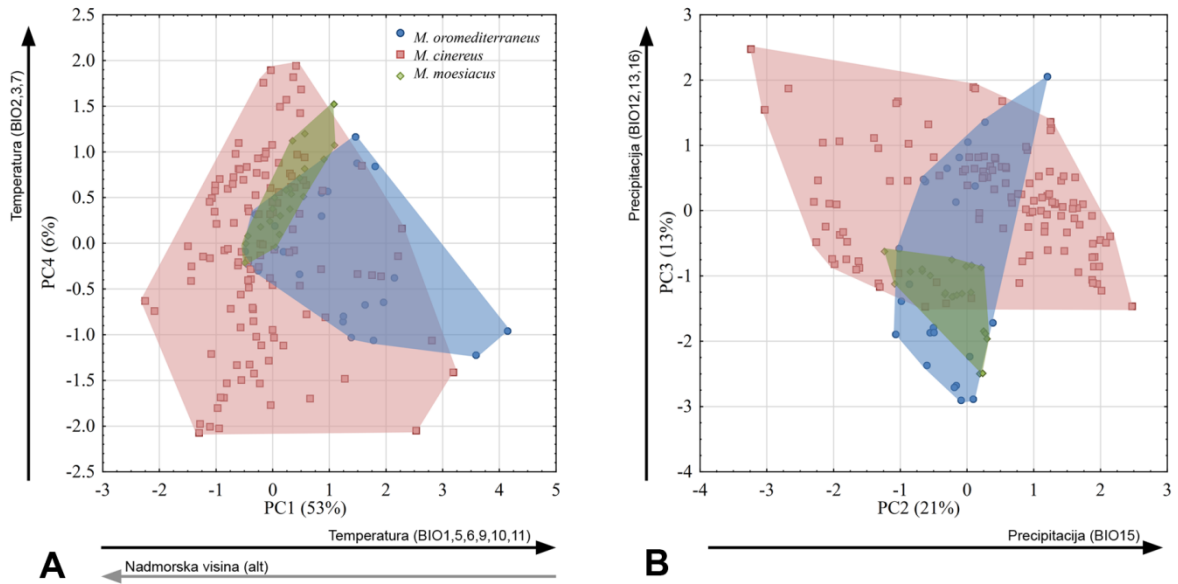 Temperatura (BIO2,3,7)
PC4 (6%)
2.5
2.0
1.5
1.0
0.5
0.0
-0.5
-1.0
-1.5
-2.0
-2.5
M. oromediterraneus
M. cinereus
M. moesiacus
-3 -2 -1 0 1 2 3 4 5
PC1 (53%)
Temperatura (BIO1,5,6,9,10,11)
Nadmorska visina (alt)
A
Precipitacija (BIO12,13,16)
PC3 (13%)
3
2
1
0
-1
-2
-3
-4
-4 -3 -2 -1 0 1 2 3
PC2 (21%)
Precipitacija (BIO15)
B